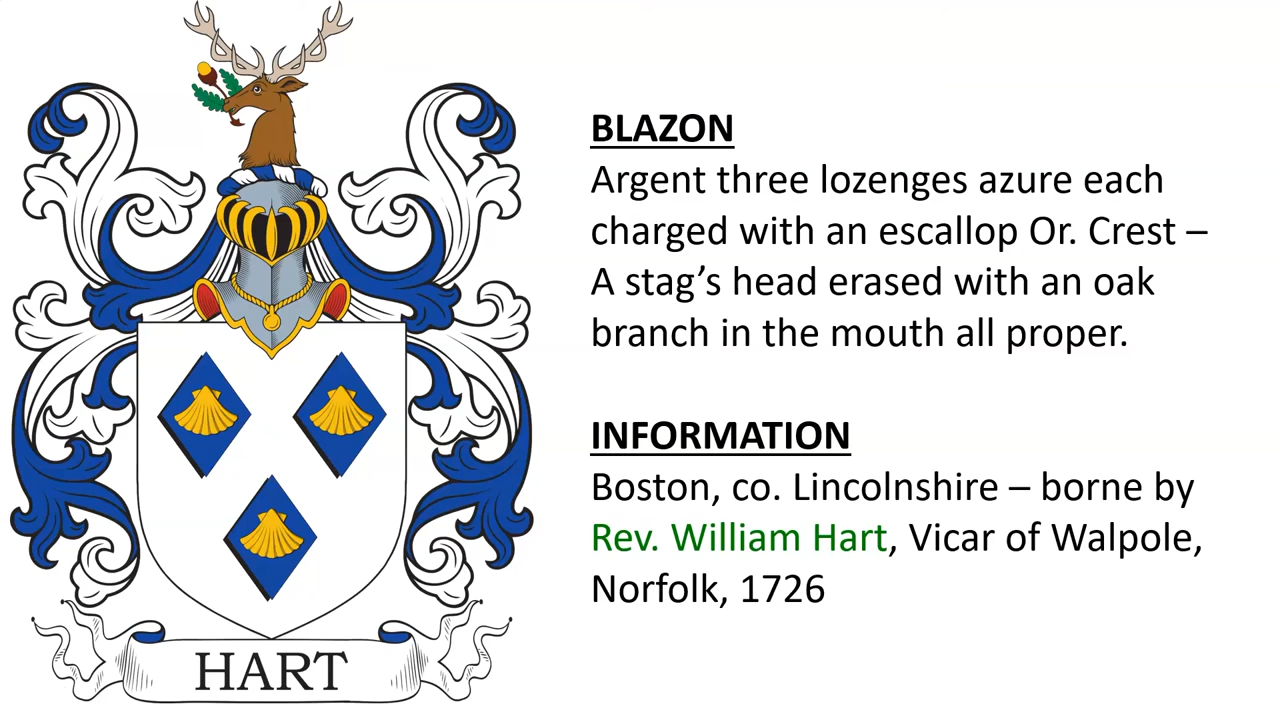 BLAZON
Argent three lozenges azure each
charged with an escallop Or. Crest –
A stag’s head erased with an oak
branch in the mouth all proper.
INFORMATION
Boston, co. Lincolnshire – borne by
Rev. William Hart, Vicar of Walpole,
Norfolk, 1726
HART